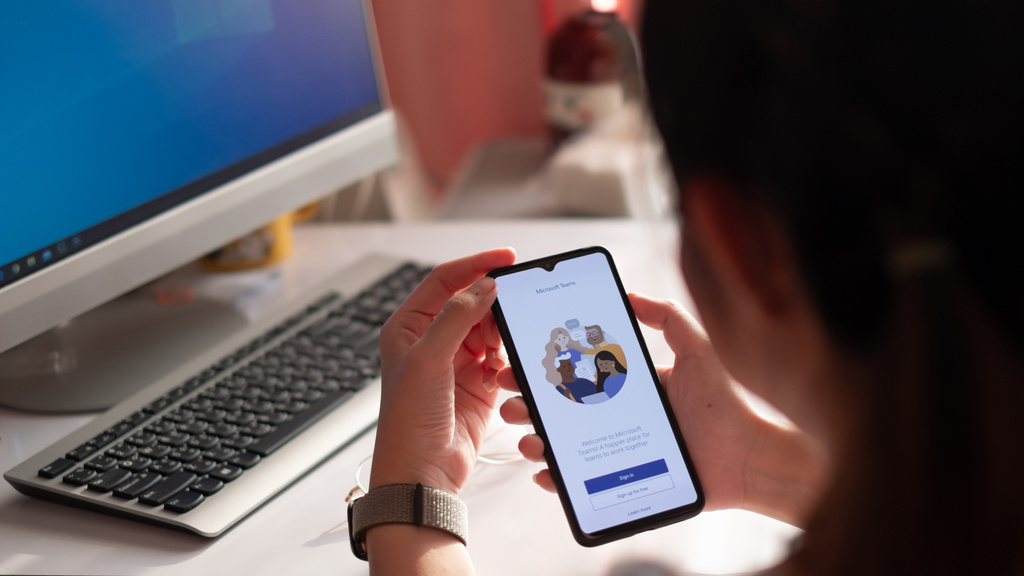 Microsoft Teams
Welcome to Microsoft
Teams! A happier place for
teams to work together
Sign in
Sign up for free
Learn more